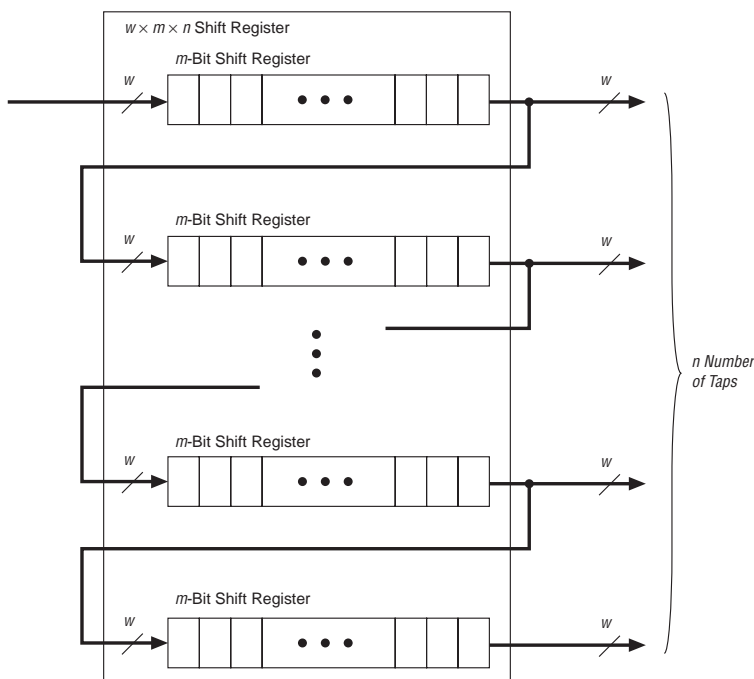 w × m × n Shift Register
m-Bit Shift Register
w
w
m-Bit Shift Register
w
w
n Number
of Taps
m-Bit Shift Register
w
w
m-Bit Shift Register
w
w